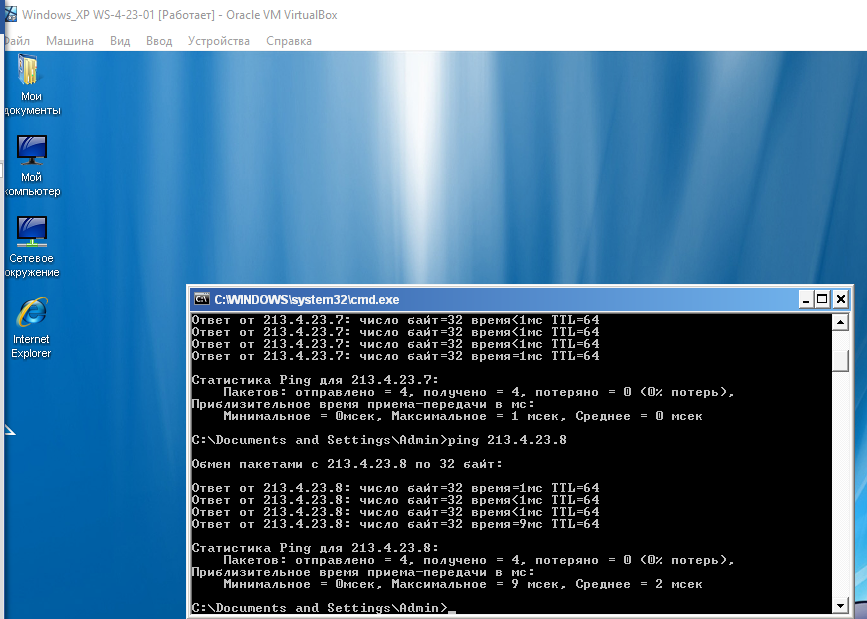 Windows_XP WS-4-23-01 [Работает] - Oracle VM VirtualBox
Файл Машина Вид Ввод Устройства Справка
Мои
документы
Мой
компьютер
Сетевое
окружение
Internet
Explorer
C:\WINDOWS\system32\cmd.exe
Ответ от 213.4.23.7: число байт=32 время<1мс TTL=64
Ответ от 213.4.23.7: число байт=32 время<1мс TTL=64
Ответ от 213.4.23.7: число байт=32 время<1мс TTL=64
Ответ от 213.4.23.7: число байт=32 время=1мс TTL=64
Статистика Ping для 213.4.23.7:
Пакетов: отправлено = 4, получено = 4, потеряно = 0 (0% потерь),
Приблизительное время приема-передачи в мс:
Минимальное = 0мсек, Максимальное = 1 мсек, Среднее = 0 мсек
C:\Documents and Settings\Admin>ping 213.4.23.8
Обмен пакетами с 213.4.23.8 по 32 байт:
Ответ от 213.4.23.8: число байт=32 время=1мс TTL=64
Ответ от 213.4.23.8: число байт=32 время<1мс TTL=64
Ответ от 213.4.23.8: число байт=32 время<1мс TTL=64
Ответ от 213.4.23.8: число байт=32 время=9мс TTL=64
Статистика Ping для 213.4.23.8:
Пакетов: отправлено = 4, получено = 4, потеряно = 0 (0% потерь),
Приблизительное время приема-передачи в мс:
Минимальное = 0мсек, Максимальное = 9 мсек, Среднее = 2 мсек
C:\Documents and Settings\Admin>_